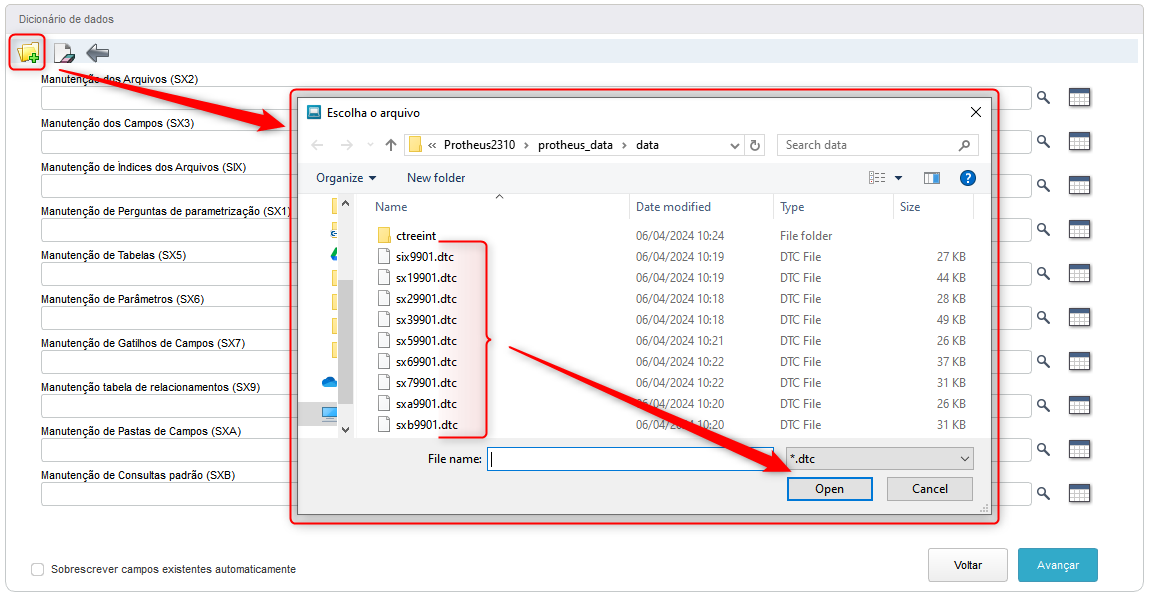 Dicionário de dados
Manutenção dos Arquivos (SX2)
Manutenção dos Campos (SX3)
Manutenção de Índices dos Arquivos (SIX)
Manutenção de Perguntas de parametrização (SX1)
Manutenção de Tabelas (SX5)
Manutenção de Parâmetros (SX6)
Manutenção de Gatilhos de Campos (SX7)
Manutenção tabela de relacionamentos (SX9)
Manutenção de Pastas de Campos (SXA)
Manutenção de Consultas padrão (SXB)
Escolha o arquivo
« Protheus2310 › protheus_data › data
Search data
Organize
New folder
?
Name Date modified Type Size
ctreeint 06/04/2024 10:24 File folder
six9901.dtc 06/04/2024 10:19 DTC File 27 KB
sx19901.dtc 06/04/2024 10:19 DTC File 44 KB
sx29901.dtc 06/04/2024 10:18 DTC File 28 KB
sx39901.dtc 06/04/2024 10:18 DTC File 49 KB
sx59901.dtc 06/04/2024 10:21 DTC File 26 KB
sx69901.dtc 06/04/2024 10:22 DTC File 37 KB
sx79901.dtc 06/04/2024 10:22 DTC File 31 KB
sxa9901.dtc 06/04/2024 10:20 DTC File 26 KB
sxb9901.dtc 06/04/2024 10:20 DTC File 31 KB
File name:
*.dtc
Open
Cancel
Sobrescrever campos existentes automaticamente
Voltar
Avançar